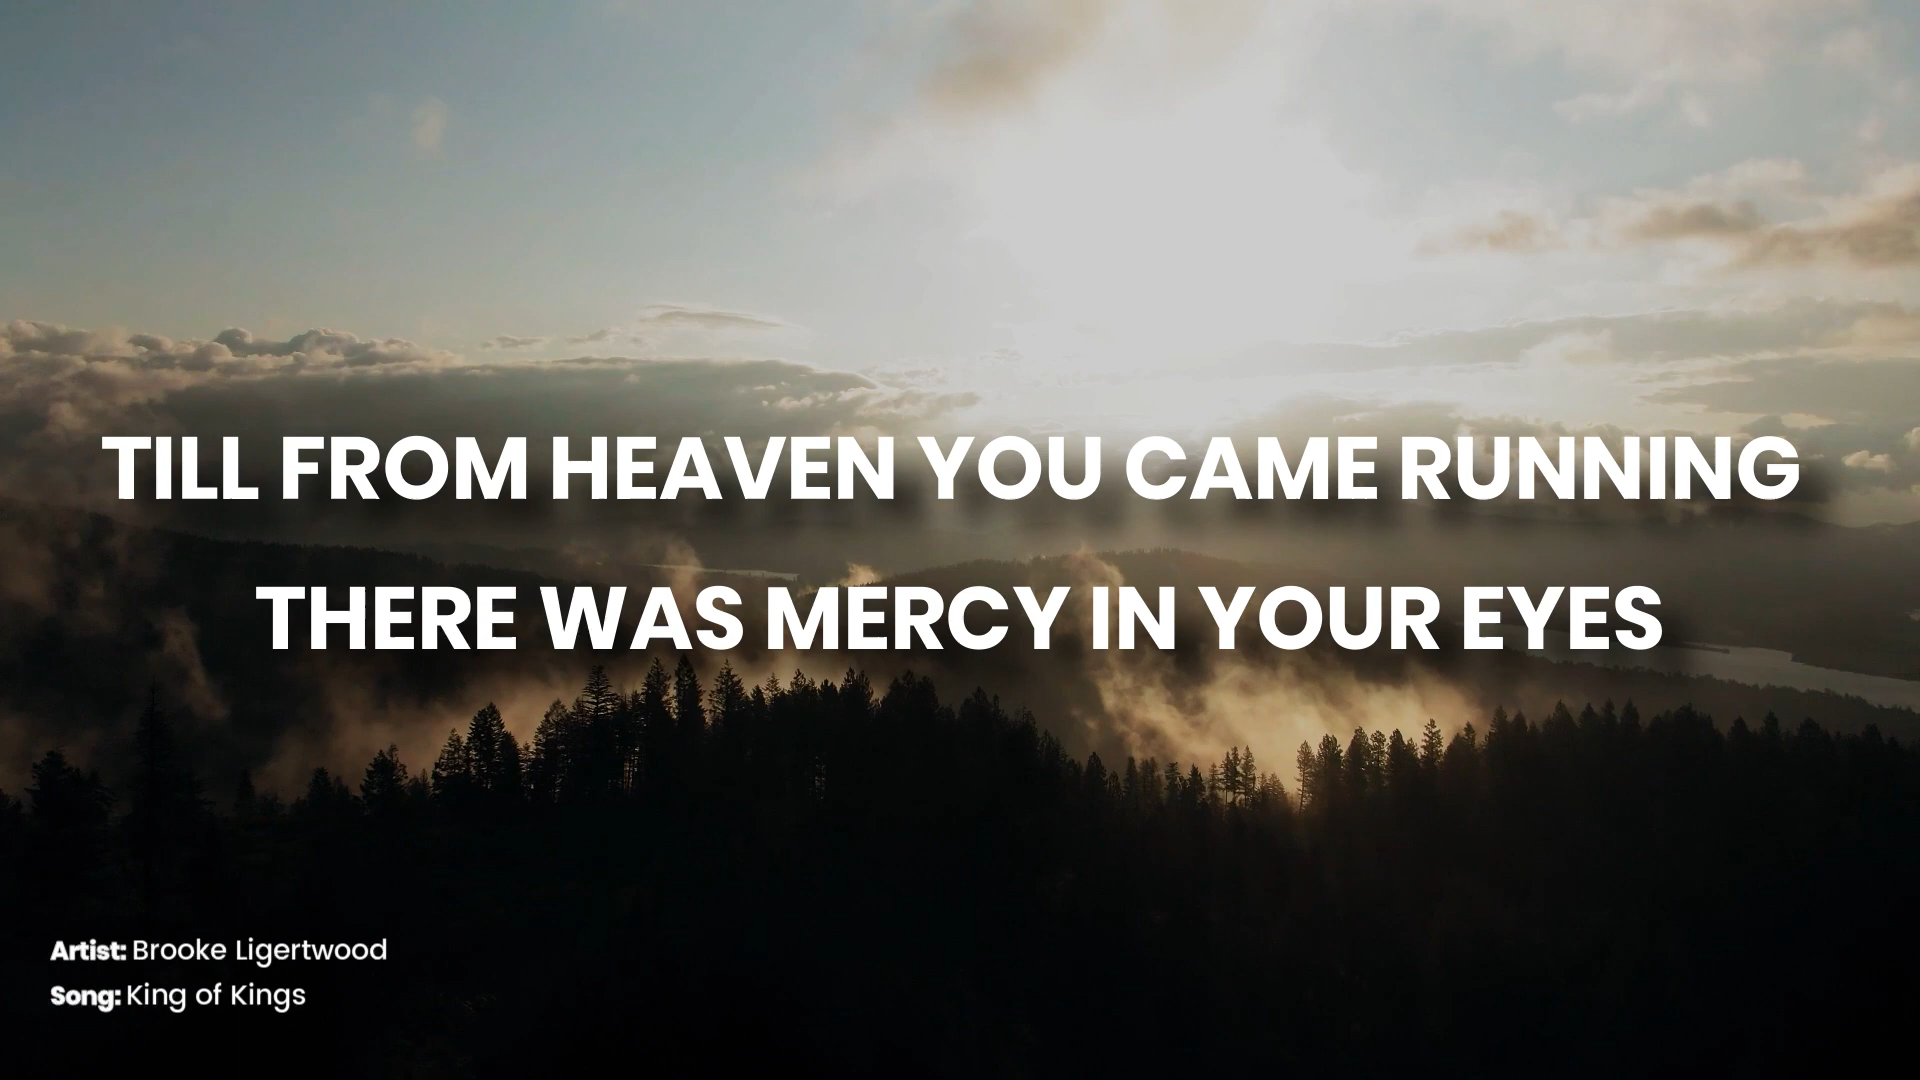 TILL FROM HEAVEN YOU CAME RUNNING
THERE WAS MERCY IN YOUR EYES
Artist: Brooke Ligertwood
Song: King of Kings